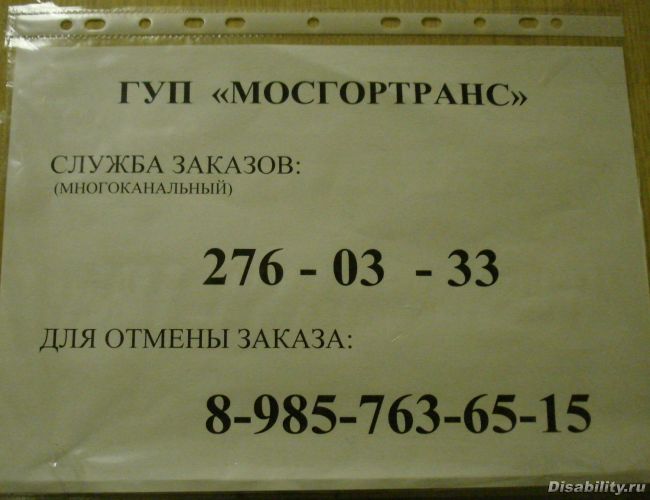 ГУП «МОСГОРТРАНС»
СЛУЖБА ЗАКАЗОВ:
(МНОГОКАНАЛЬНЫЙ)
276 - 03 - 33
ДЛЯ ОТМЕНЫ ЗАКАЗА:
8-985-763-65-15
Disability.ru